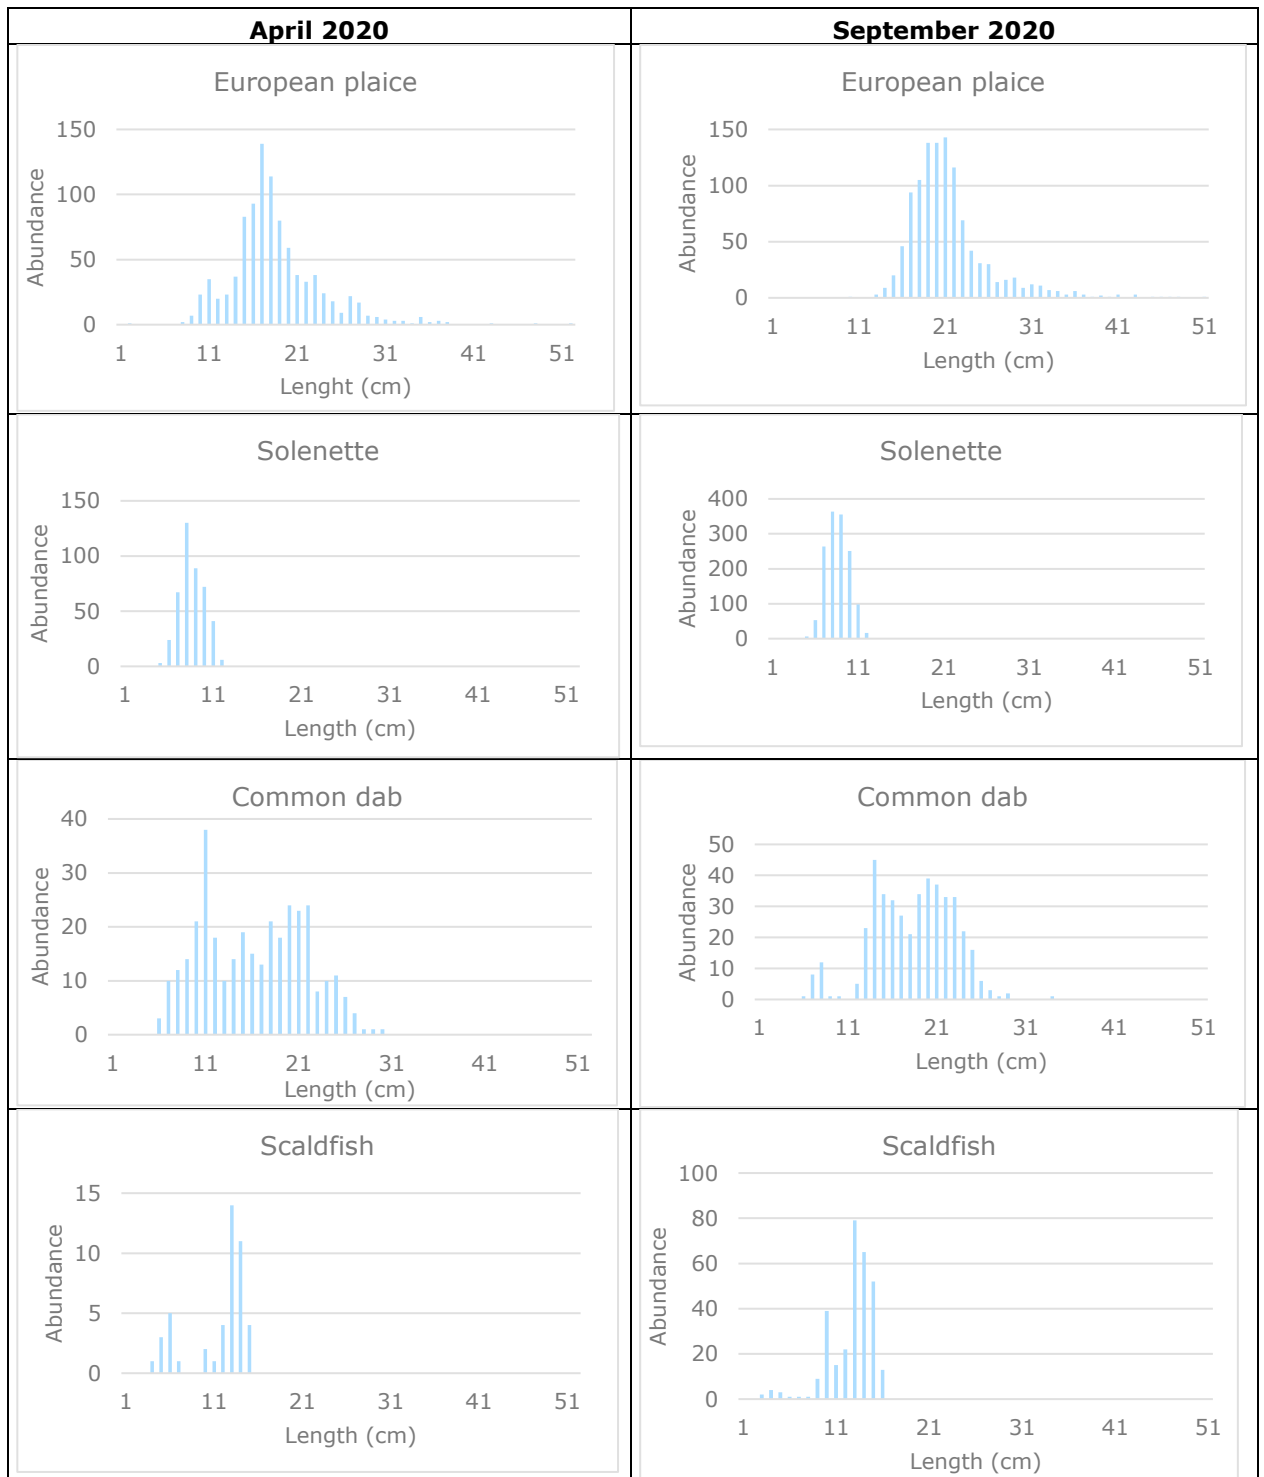 April 2020
September 2020
European plaice
150
100
50
0
Abundance
1 11 21 31 41 51
Lenght (cm)
European plaice
150
100
50
0
Abundance
1 11 21 31 41 51
Length (cm)
Solenette
150
100
50
0
Abundance
1 11 21 31 41 51
Length (cm)
Solenette
400
300
200
100
0
Abundance
1 11 21 31 41 51
Length (cm)
Common dab
40
30
20
10
0
Abundance
1 11 21 31 41 51
Length (cm)
Common dab
50
40
30
20
10
0
Abundance
1 11 21 31 41 51
Length (cm)
Scaldfish
15
10
5
0
Abundance
1 11 21 31 41 51
Length (cm)
Scaldfish
100
80
60
40
20
0
Abundance
1 11 21 31 41 51
Length (cm)